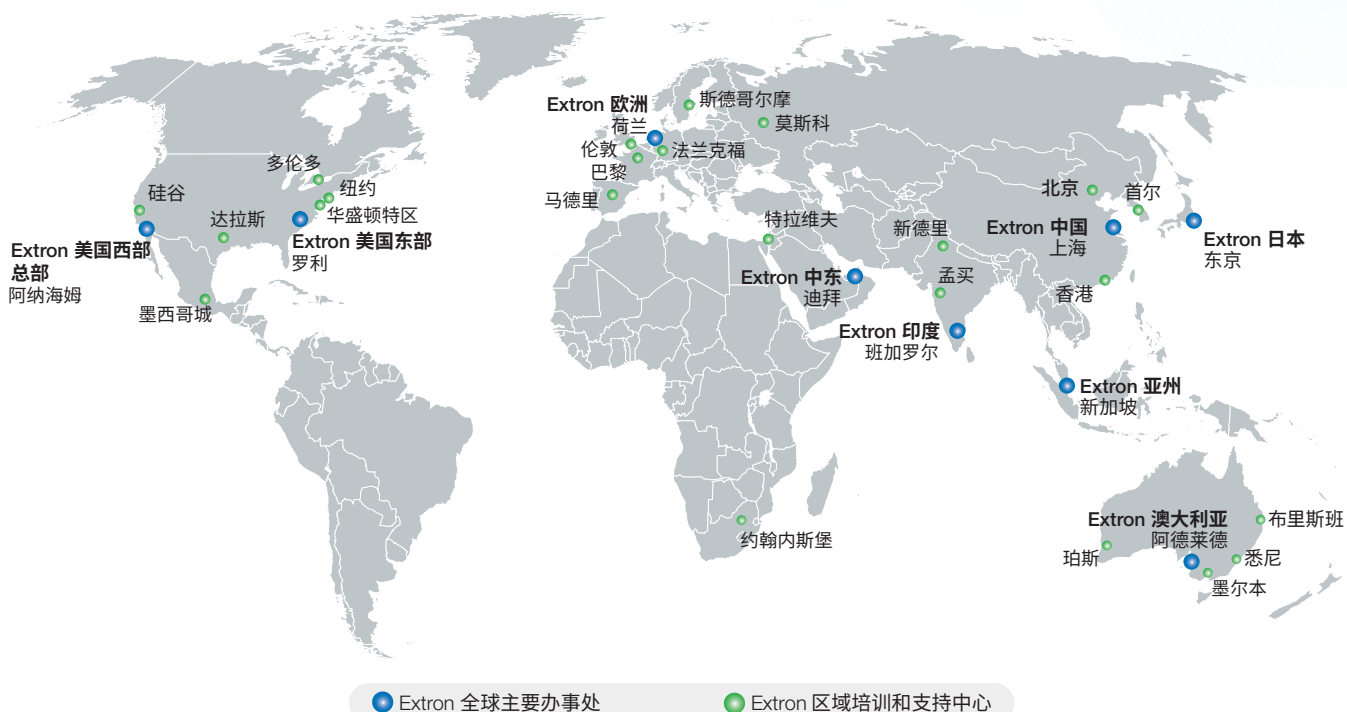 Extron 欧洲
荷兰
斯德哥尔摩
莫斯科
伦敦
法兰克福
巴黎
马德里
多伦多
硅谷
纽约
达拉斯
华盛顿特区
Extron 美国西部
总部
阿纳海姆
Extron 美国东部
罗利
墨西哥城
特拉维夫
新德里
北京
首尔
Extron 中国
上海
Extron 日本
东京
Extron 中东
迪拜
孟买
香港
Extron 印度
班加罗尔
Extron 亚州
新加坡
约翰内斯堡
Extron 澳大利亚
阿德莱德
布里斯班
珀斯
悉尼
墨尔本
Extron 全球主要办事处
Extron 区域培训和支持中心